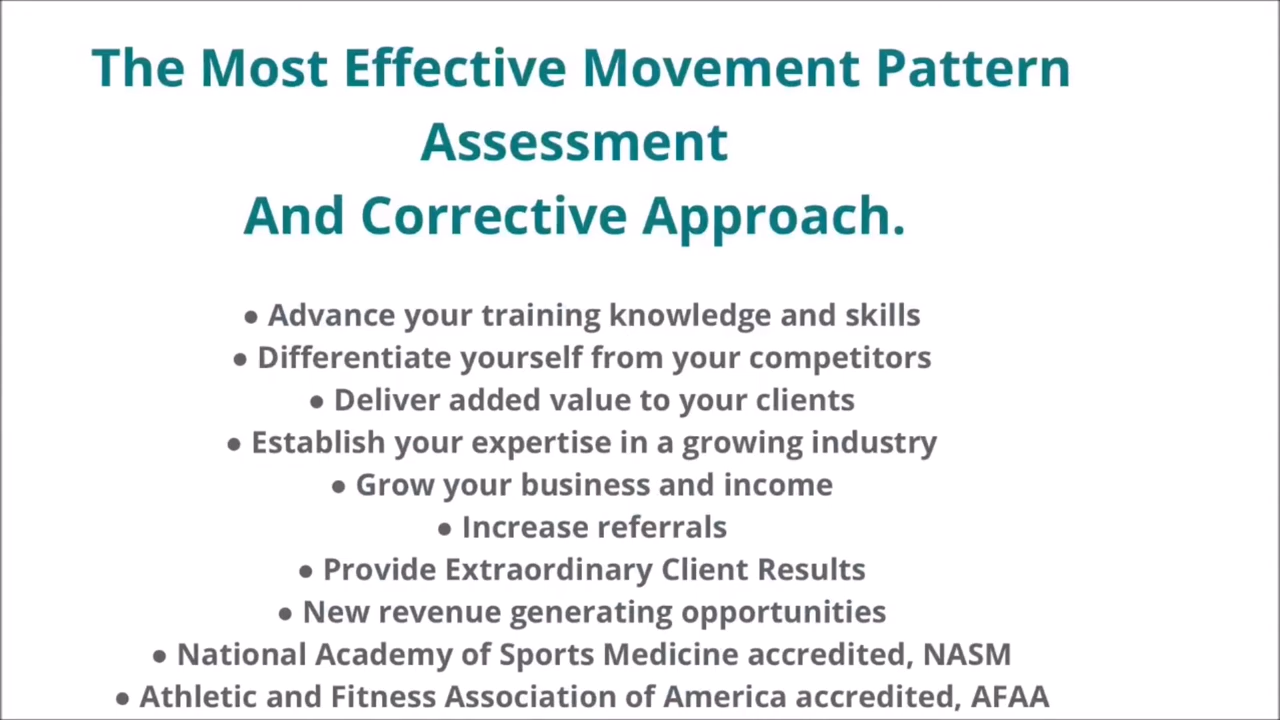 The Most Effective Movement Pattern
Assessment
And Corrective Approach.
● Advance your training knowledge and skills
● Differentiate yourself from your competitors
● Deliver added value to your clients
● Establish your expertise in a growing industry
● Grow your business and income
● Increase referrals
● Provide Extraordinary Client Results
● New revenue generating opportunities
● National Academy of Sports Medicine accredited, NASM
● Athletic and Fitness Association of America accredited, AFAA